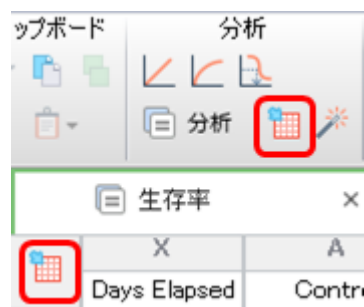 ップボード
分析
分析
生存率 ×
X A
Days Elapsed Contr